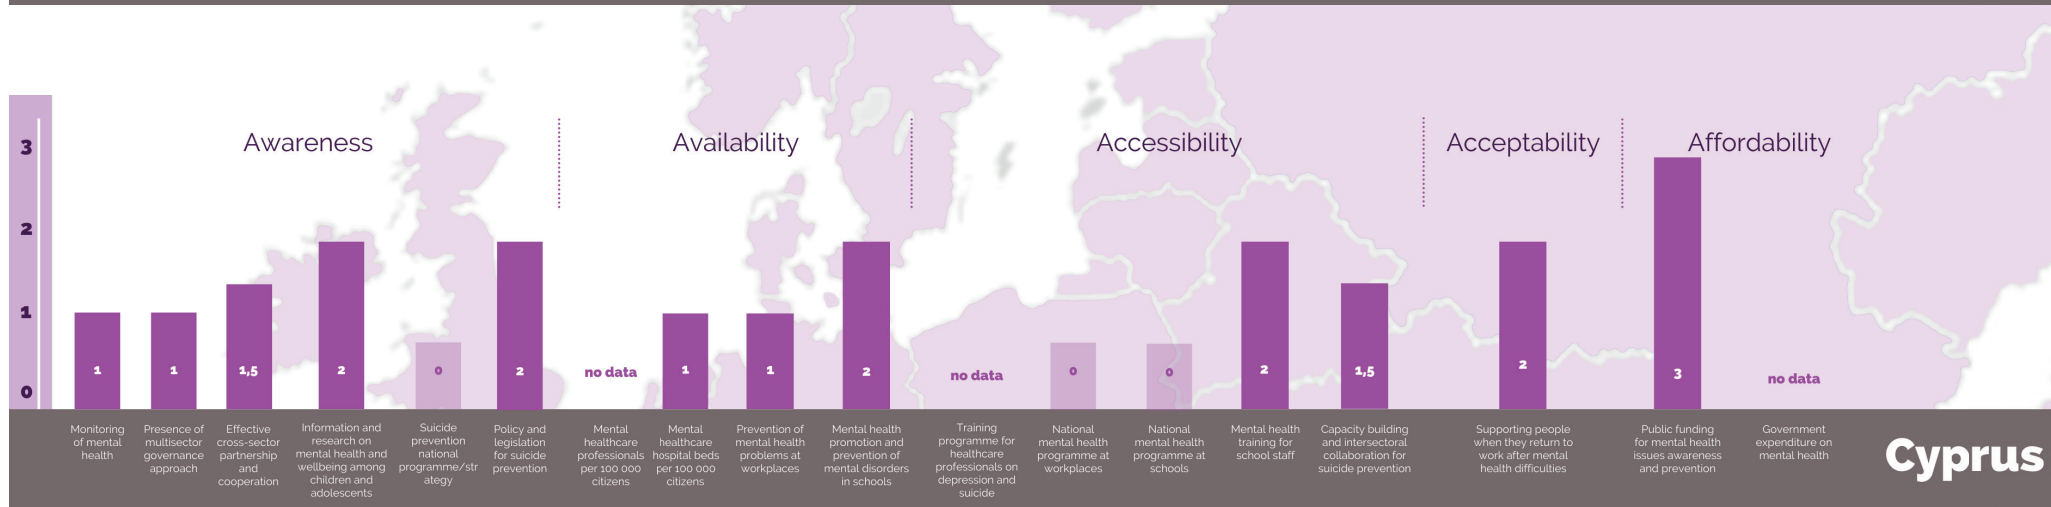 Awareness
Availability
Accessibility
Acceptability
Affordability
3
2
1
0
1
1
1,5
2
0
2
no data
1
1
2
no data
0
0
2
1,5
2
3
no data
Monitoring
of mental
health
Presence of
multisector
governance
approach
Effective
cross-sector
partnership
and
cooperation
Information and
research on
mental health and
wellbeing among
children and
adolescents
Suicide
prevention
national
programme/str
ategy
Policy and
legislation
for suicide
prevention
Mental
healthcare
professionals
per 100 000
citizens
Mental
healthcare
hospital beds
per 100 000
citizens
Prevention of
mental health
problems at
workplaces
Mental health
promotion and
prevention of
mental disorders
in schools
Training
programme for
healthcare
professionals on
depression and
suicide
National
mental health
programme at
workplaces
National
mental health
programme at
schools
Mental health
training for
school staff
Capacity building
and intersectoral
collaboration for
suicide prevention
Supporting people
when they return to
work after mental
health difficulties
Public funding
for mental health
issues awareness
and prevention
Government
expenditure on
mental health
Cyprus